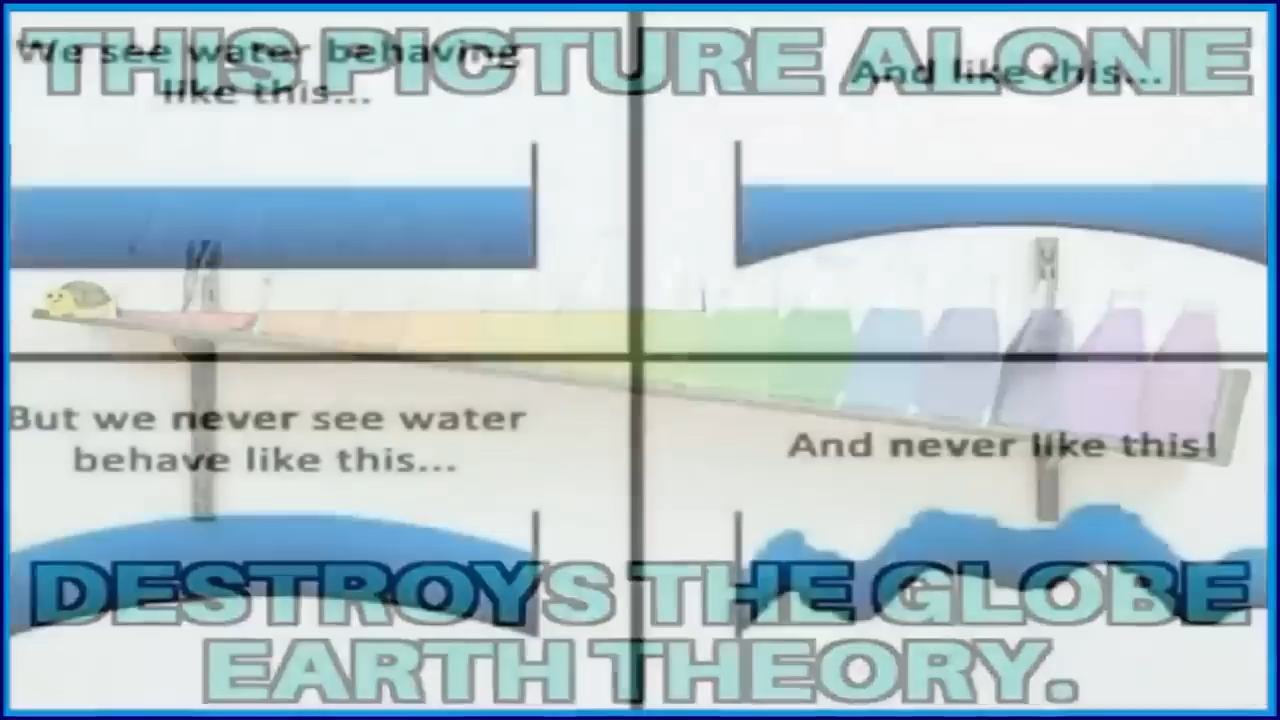 THIS PICTURE ALONE
We see water behaving
like this...
And like this...
But we never see water
behave like this...
And never like this!
DESTROYS THE GLOBE
EARTH THEORY.